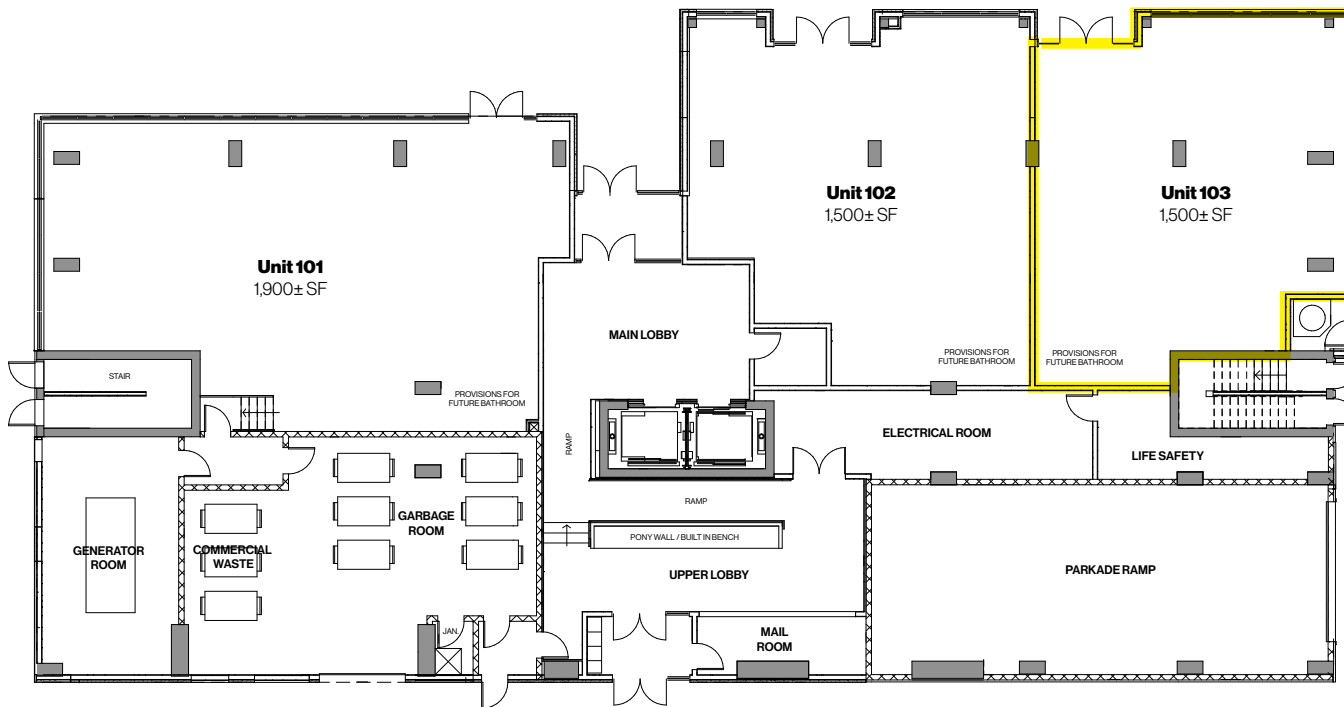 Unit 102
1,500± SF
Unit 103
1,500± SF
Unit 101
1,900± SF
MAIN LOBBY
PROVISIONS FOR
FUTURE BATHROOM
PROVISIONS FOR
FUTURE BATHROOM
STAIR
PROVISIONS FOR
FUTURE BATHROOM
RAMP
ELECTRICAL ROOM
LIFE SAFETY
RAMP
GARBAGE
ROOM
PONY WALL / BUILT IN BENCH
GENERATOR
ROOM
COMMERCIAL
WASTE
UPPER LOBBY
PARKADE RAMP
JAN.
MAIL
ROOM